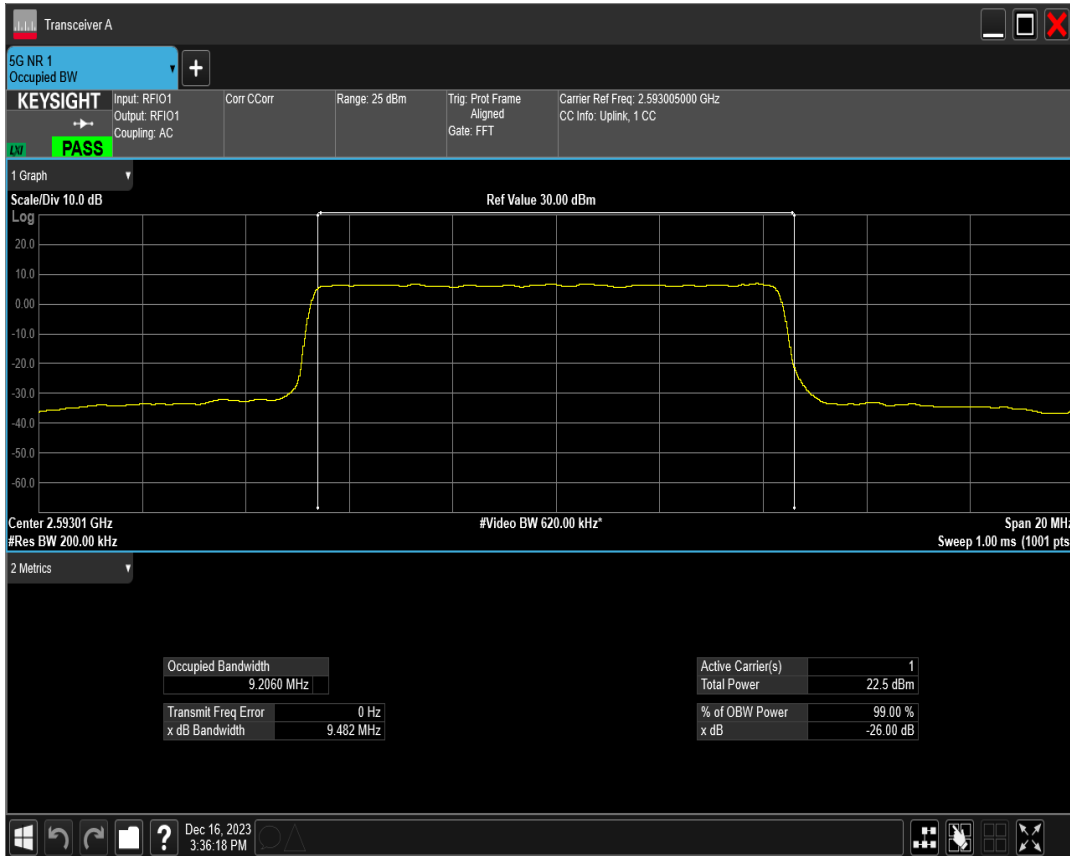 Transceiver A
5G NR 1
Occupied BW
+
KEYSIGHT
LXI
PASS
Input: RFIO1
Output: RFIO1
Coupling: AC
Corr CCorr
Range: 25 dBm
Trig: Prot Frame
Aligned
Gate: FFT
Carrier Ref Freq: 2.593005000 GHz
CC Info: Uplink, 1 CC
1 Graph
Scale/Div 10.0 dB
Ref Value 30.00 dBm
Log
20.0
10.0
0.00
-10.0
-20.0
-30.0
-40.0
-50.0
-60.0
Center 2.59301 GHz
#Video BW 620.00 kHz*
Span 20 MHz
#Res BW 200.00 kHz
Sweep 1.00 ms (1001 pts
2 Metrics
Occupied Bandwidth
9.2060 MHz
Transmit Freq Error 0 Hz
x dB Bandwidth 9.482 MHz
Active Carrier(s) 1
Total Power 22.5 dBm
% of OBW Power 99.00 %
x dB -26.00 dB
?
Dec 16, 2023
3:36:18 PM